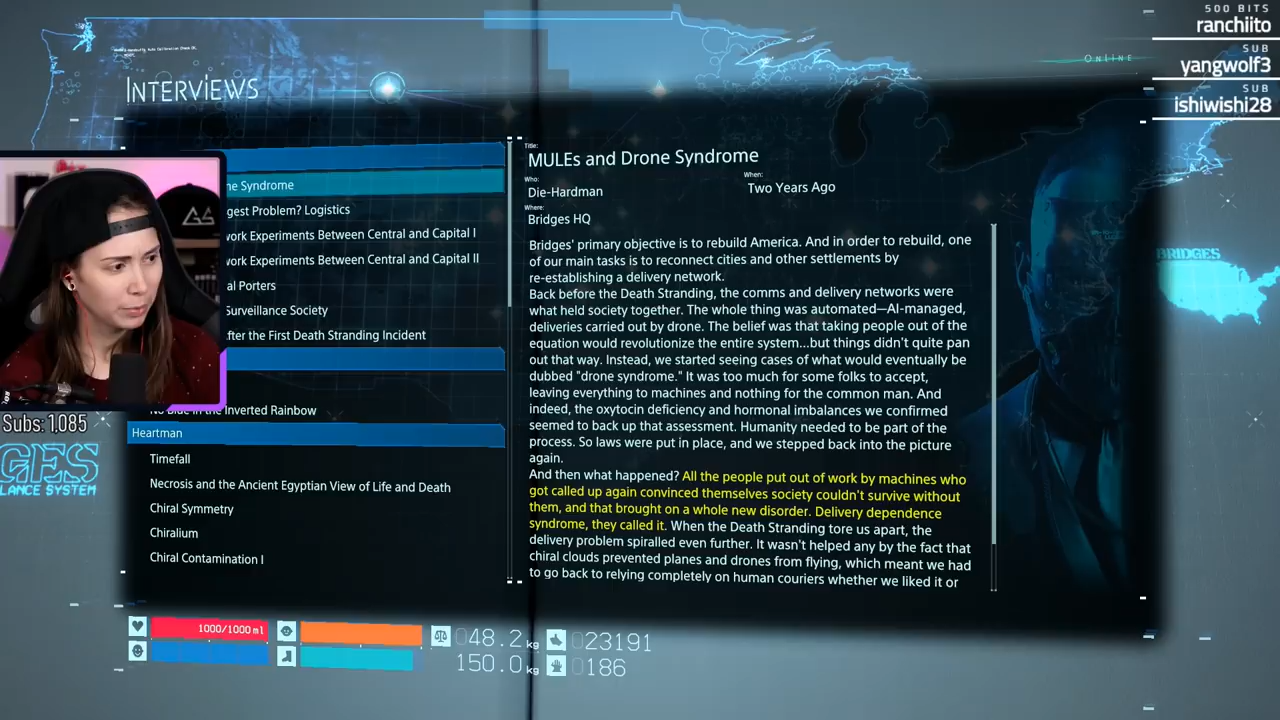 500 BITS
ranchiito
SUB
yangwolf3
SUB
ishiwishi28
ONLINE
INTERVIEWS
Title:
MULEs and Drone Syndrome
Who:
Die-Hardman
When:
Two Years Ago
Where:
Bridges HQ
ne Syndrome
gest Problem? Logistics
work Experiments Between Central and Capital I
work Experiments Between Central and Capital II
al Porters
Surveillance Society
fter the First Death Stranding Incident
No Blue in the Inverted Rainbow
Heartman
Timefall
Necrosis and the Ancient Egyptian View of Life and Death
Chiral Symmetry
Chiralium
Chiral Contamination I
Bridges' primary objective is to rebuild America. And in order to rebuild, one
of our main tasks is to reconnect cities and other settlements by
re-establishing a delivery network.
Back before the Death Stranding, the comms and delivery networks were
what held society together. The whole thing was automated—AI-managed,
deliveries carried out by drone. The belief was that taking people out of the
equation would revolutionize the entire system...but things didn't quite pan
out that way. Instead, we started seeing cases of what would eventually be
dubbed "drone syndrome." It was too much for some folks to accept,
leaving everything to machines and nothing for the common man. And
indeed, the oxytocin deficiency and hormonal imbalances we confirmed
seemed to back up that assessment. Humanity needed to be part of the
process. So laws were put in place, and we stepped back into the picture
again.
And then what happened? All the people put out of work by machines who
got called up again convinced themselves society couldn't survive without
them, and that brought on a whole new disorder. Delivery dependence
syndrome, they called it. When the Death Stranding tore us apart, the
delivery problem spiralled even further. It wasn't helped any by the fact that
chiral clouds prevented planes and drones from flying, which meant we had
to go back to relying completely on human couriers whether we liked it or
BRIDGES
Subs: 1,085
GES
LANCE SYSTEM
1000/1000 ml
048.2 kg
150.0 kg
023191
0186